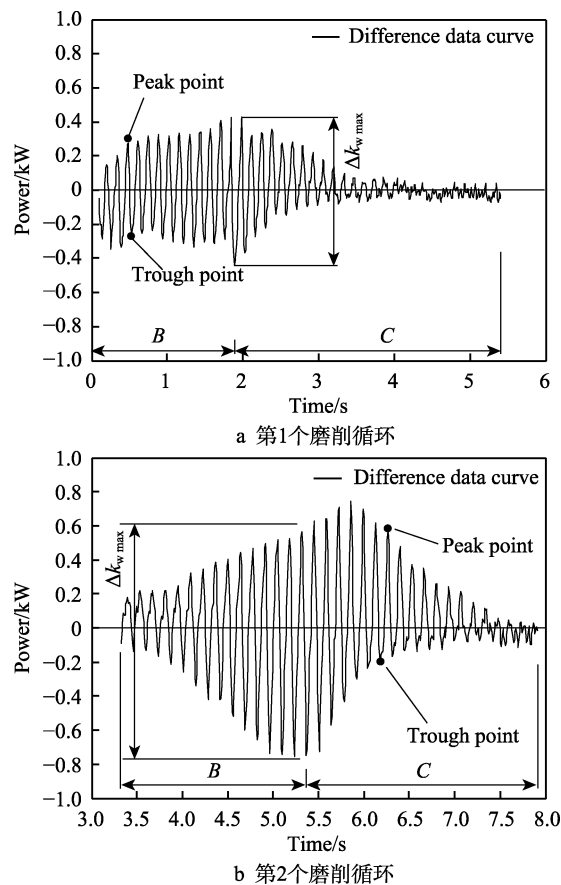 1.0
Difference data curve
0.8
0.6
Peak point
0.4
0.2
Δkw max
Power/kW
0
−0.2
−0.4
Trough point
−0.6
−0.8
B
C
−1.0
0 1 2 3 4 5 6
Time/s
a 第1个磨削循环
1.0
Difference data curve
0.8
0.6
Peak point
0.4
Δkw max
0.2
Power/kW
0
−0.2
−0.4
Trough point
−0.6
−0.8
B
C
−1.0
3.0 3.5 4.0 4.5 5.0 5.5 6.0 6.5 7.0 7.5 8.0
Time/s
b 第2个磨削循环